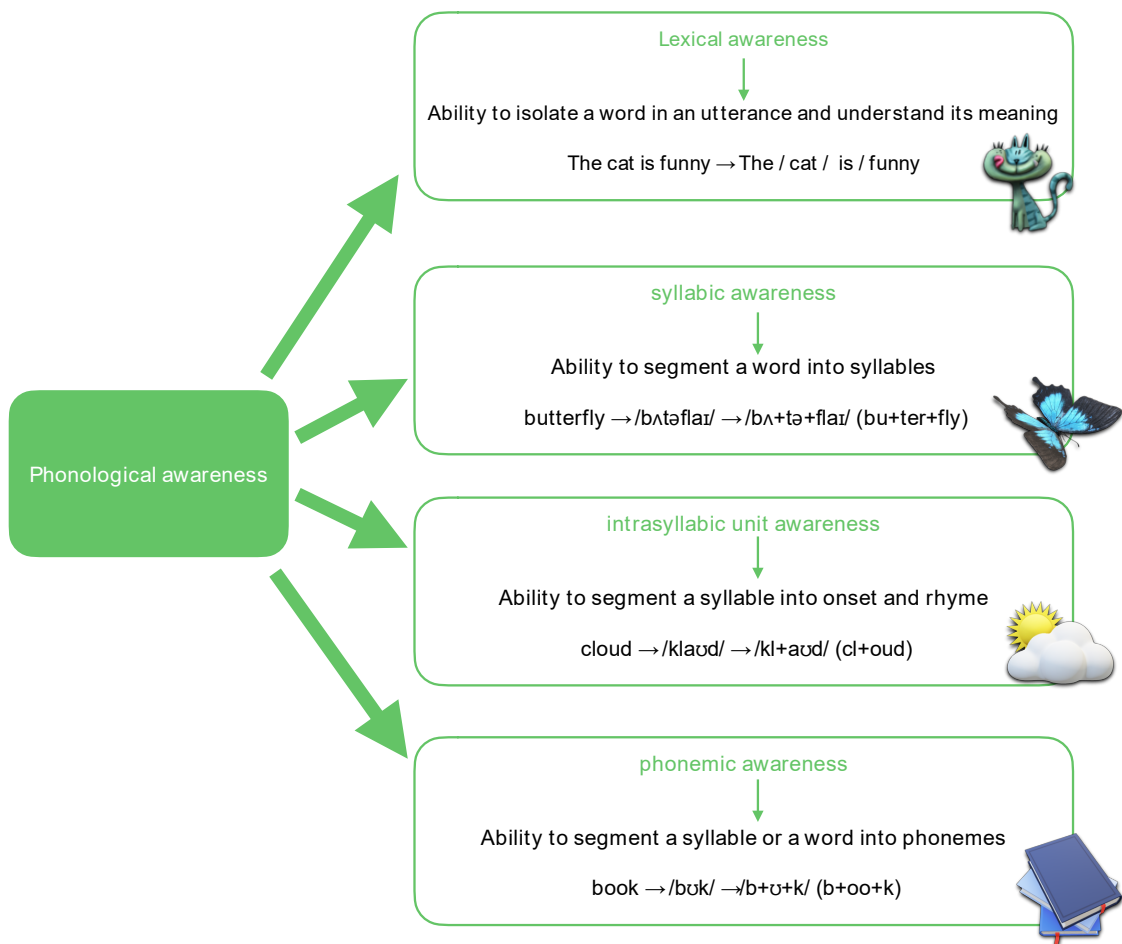 Lexical awareness
Ability to isolate a word in an utterance and understand its meaning
The cat is funny → The / cat / is / funny
syllabic awareness
Ability to segment a word into syllables
butterfly → /bʌtəflaɪ/ → /bʌ+tə+flaɪ/ (bu+ter+fly)
Phonological awareness
intrasyllabic unit awareness
Ability to segment a syllable into onset and rhyme
cloud → /klaʊd/ → /kl+aʊd/ (cl+oud)
phonemic awareness
Ability to segment a syllable or a word into phonemes
book → /bʊk/ → /b+ʊ+k/ (b+oo+k)